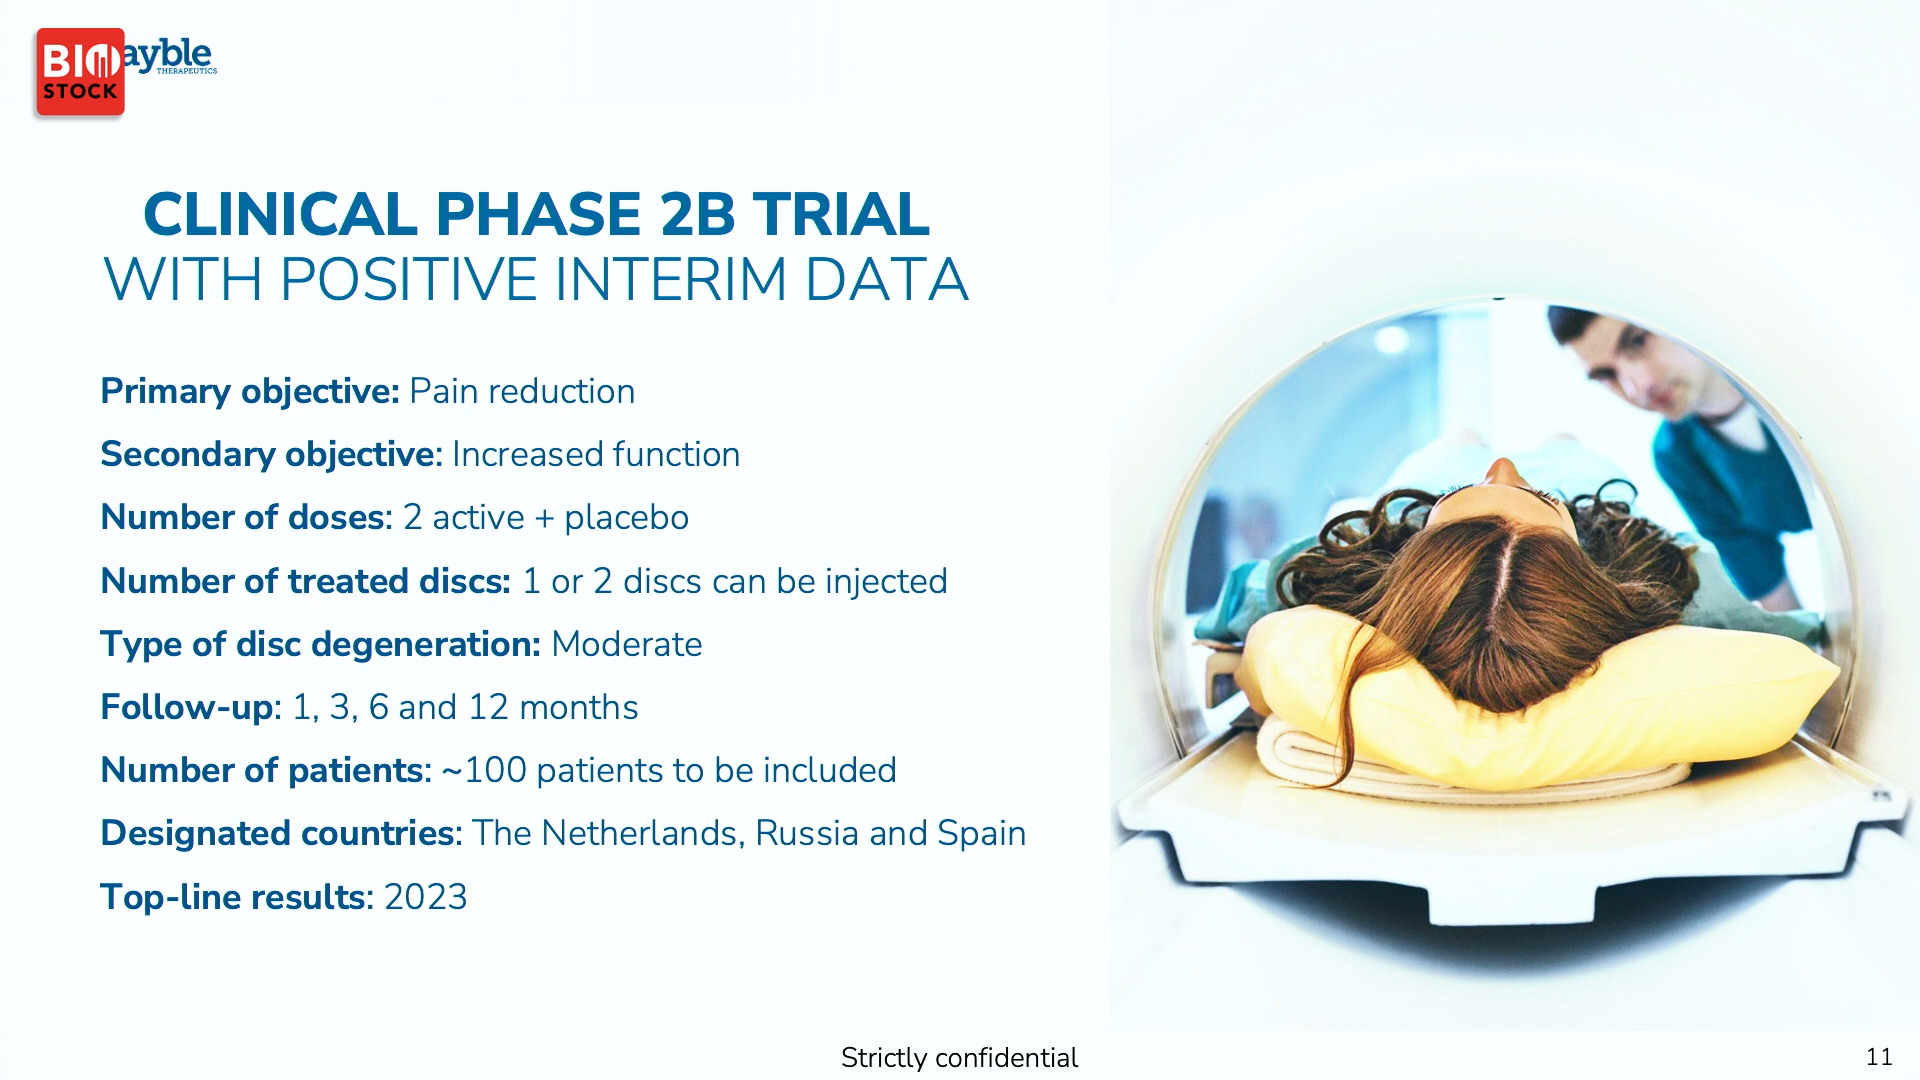 BIO
STOCK
ayble
THERAPEUTICS
CLINICAL PHASE 2B TRIAL
WITH POSITIVE INTERIM DATA
Primary objective: Pain reduction
Secondary objective: Increased function
Number of doses: 2 active + placebo
Number of treated discs: 1 or 2 discs can be injected
Type of disc degeneration: Moderate
Follow-up: 1, 3, 6 and 12 months
Number of patients: ~100 patients to be included
Designated countries: The Netherlands, Russia and Spain
Top-line results: 2023
Strictly confidential
11